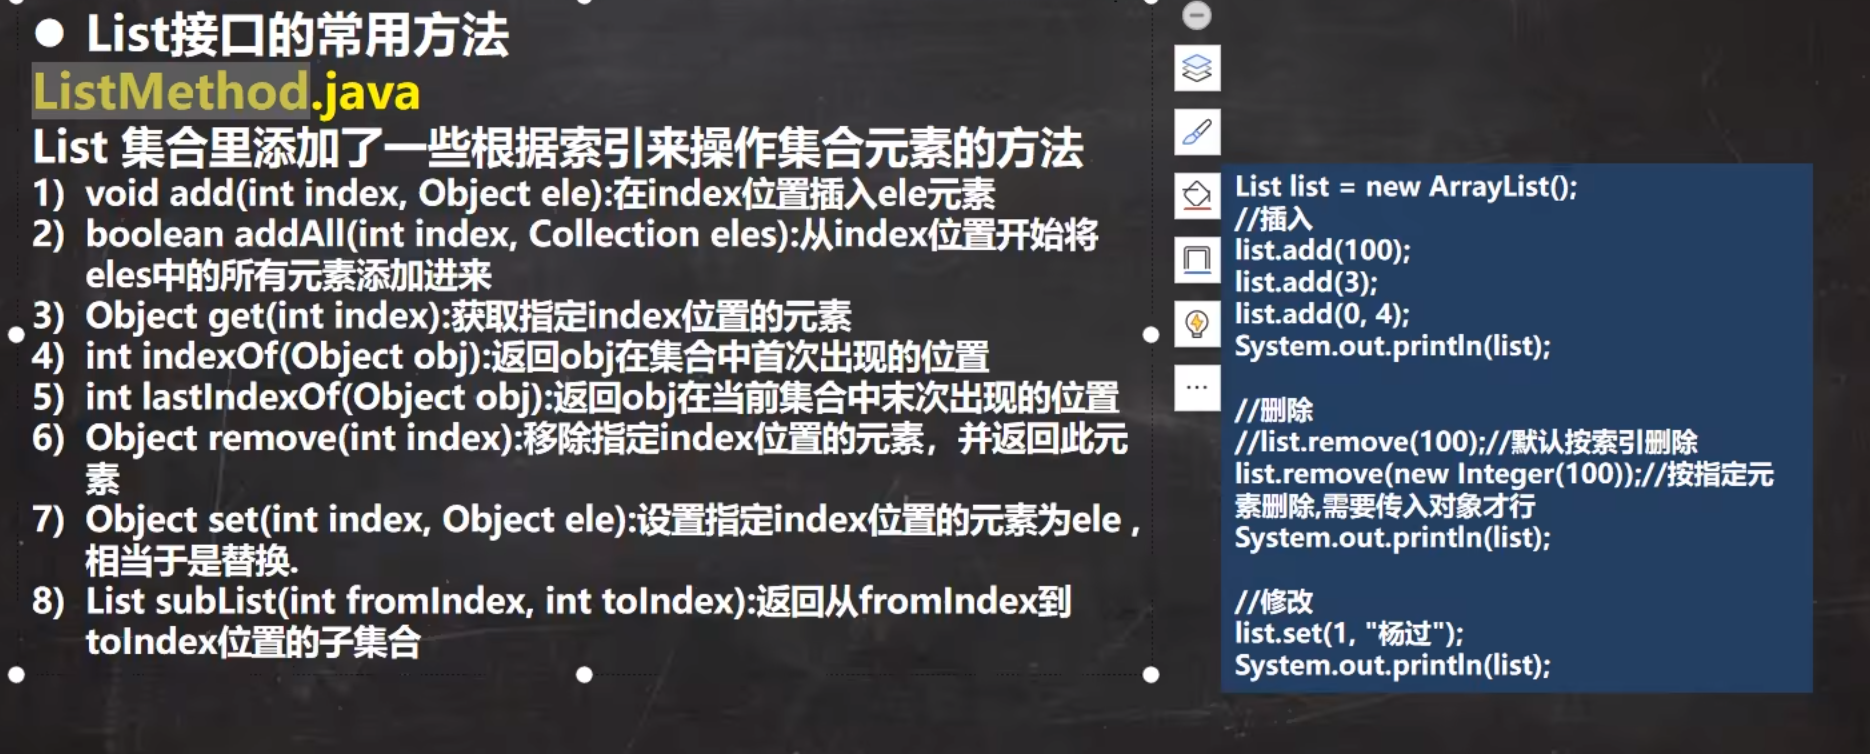 ● List接口的常用方法
ListMethod.java
List 集合里添加了一些根据索引来操作集合元素的方法
1) void add(int index, Object ele):在index位置插入ele元素
2) boolean addAll(int index, Collection eles):从index位置开始将
eles中的所有元素添加进来
3) Object get(int index):获取指定index位置的元素
4) int indexOf(Object obj):返回obj在集合中首次出现的位置
5) int lastIndexOf(Object obj):返回obj在当前集合中末次出现的位置
6) Object remove(int index):移除指定index位置的元素，并返回此元
素
7) Object set(int index, Object ele):设置指定index位置的元素为ele ,
相当于是替换.
8) List subList(int fromIndex, int toIndex):返回从fromIndex到
toIndex位置的子集合
List list = new ArrayList();
//插入
list.add(100);
list.add(3);
list.add(0, 4);
System.out.println(list);
//删除
//list.remove(100);//默认按索引删除
list.remove(new Integer(100));//按指定元
素删除,需要传入对象才行
System.out.println(list);
//修改
list.set(1, "杨过");
System.out.println(list);